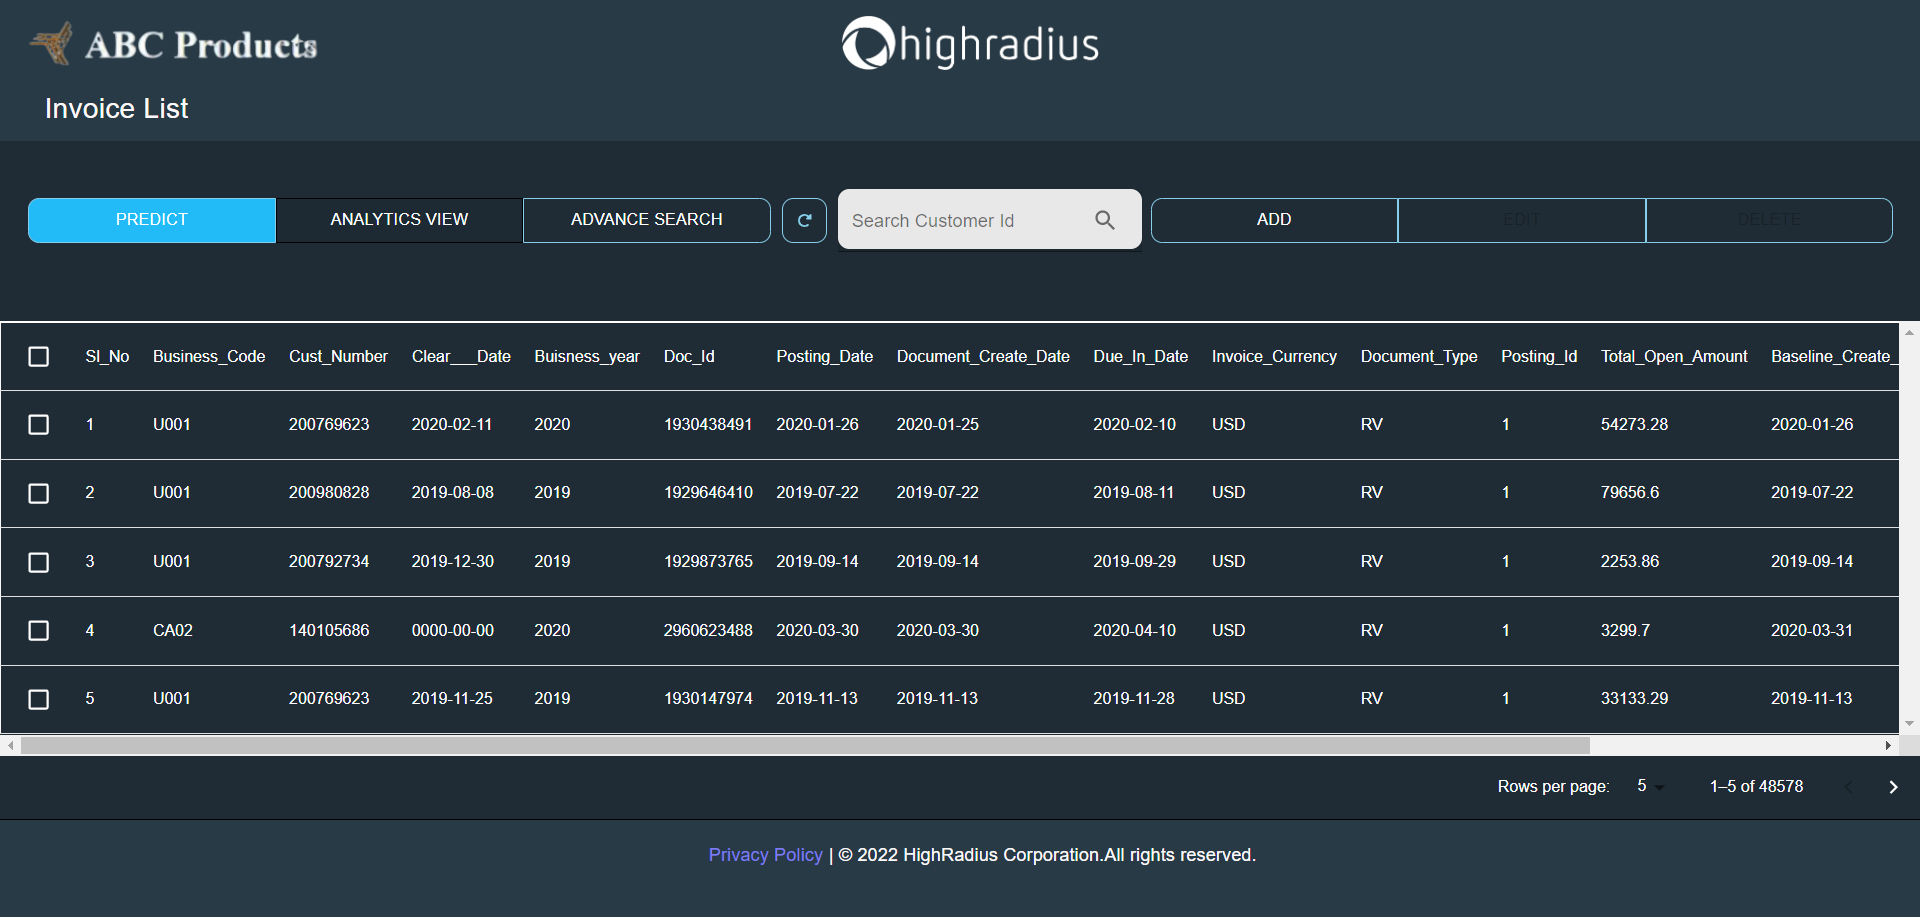 ABC Products
highradius
Invoice List
PREDICT ANALYTICS VIEW ADVANCE SEARCH Search Customer Id ADD EDIT DELETE
Sl_No Business_Code Cust_Number Clear___Date Buisness_year Doc_Id Posting_Date Document_Create_Date Due_In_Date Invoice_Currency Document_Type Posting_Id Total_Open_Amount Baseline_Create_
1 U001 200769623 2020-02-11 2020 1930438491 2020-01-26 2020-01-25 2020-02-10 USD RV 1 54273.28 2020-01-26
2 U001 200980828 2019-08-08 2019 1929646410 2019-07-22 2019-07-22 2019-08-11 USD RV 1 79656.6 2019-07-22
3 U001 200792734 2019-12-30 2019 1929873765 2019-09-14 2019-09-14 2019-09-29 USD RV 1 2253.86 2019-09-14
4 CA02 140105686 0000-00-00 2020 2960623488 2020-03-30 2020-03-30 2020-04-10 USD RV 1 3299.7 2020-03-31
5 U001 200769623 2019-11-25 2019 1930147974 2019-11-13 2019-11-13 2019-11-28 USD RV 1 33133.29 2019-11-13
Rows per page: 5 1–5 of 48578
Privacy Policy | © 2022 HighRadius Corporation.All rights reserved.